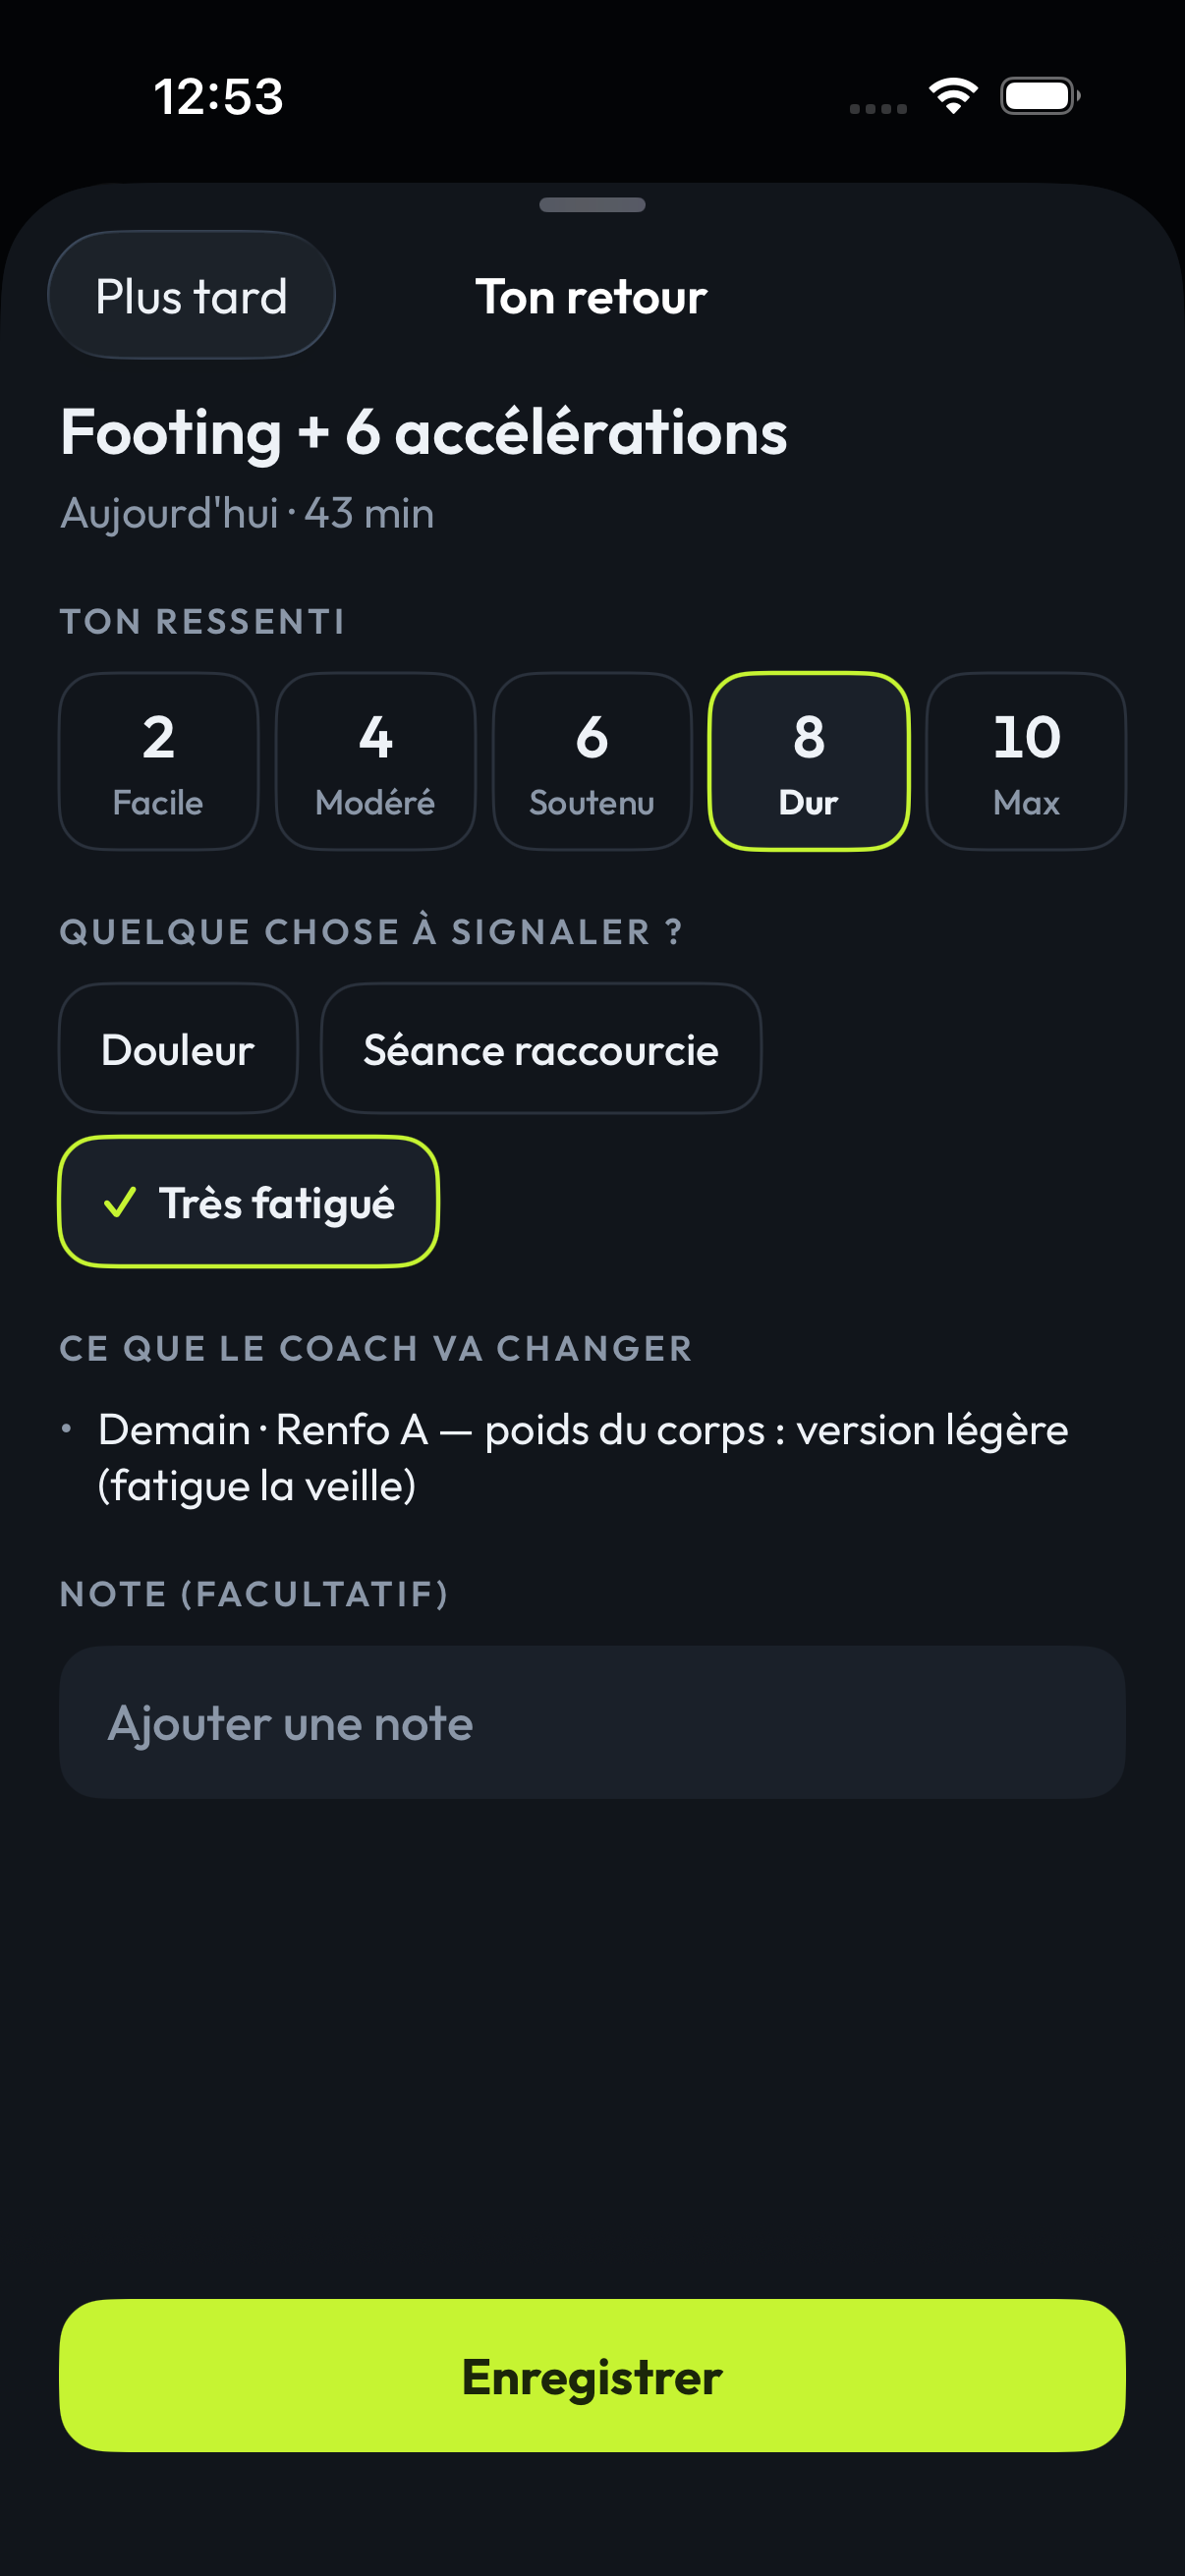 12:53
Plus tard
Ton retour
Footing + 6 accélérations
Aujourd'hui · 43 min
TON RESSENTI
2
Facile
4
Modéré
6
Soutenu
8
Dur
10
Max
QUELQUE CHOSE À SIGNALER ?
Douleur
Séance raccourcie
Très fatigué
CE QUE LE COACH VA CHANGER
• Demain · Renfo A — poids du corps : version légère
(fatigue la veille)
NOTE (FACULTATIF)
Ajouter une note
Enregistrer